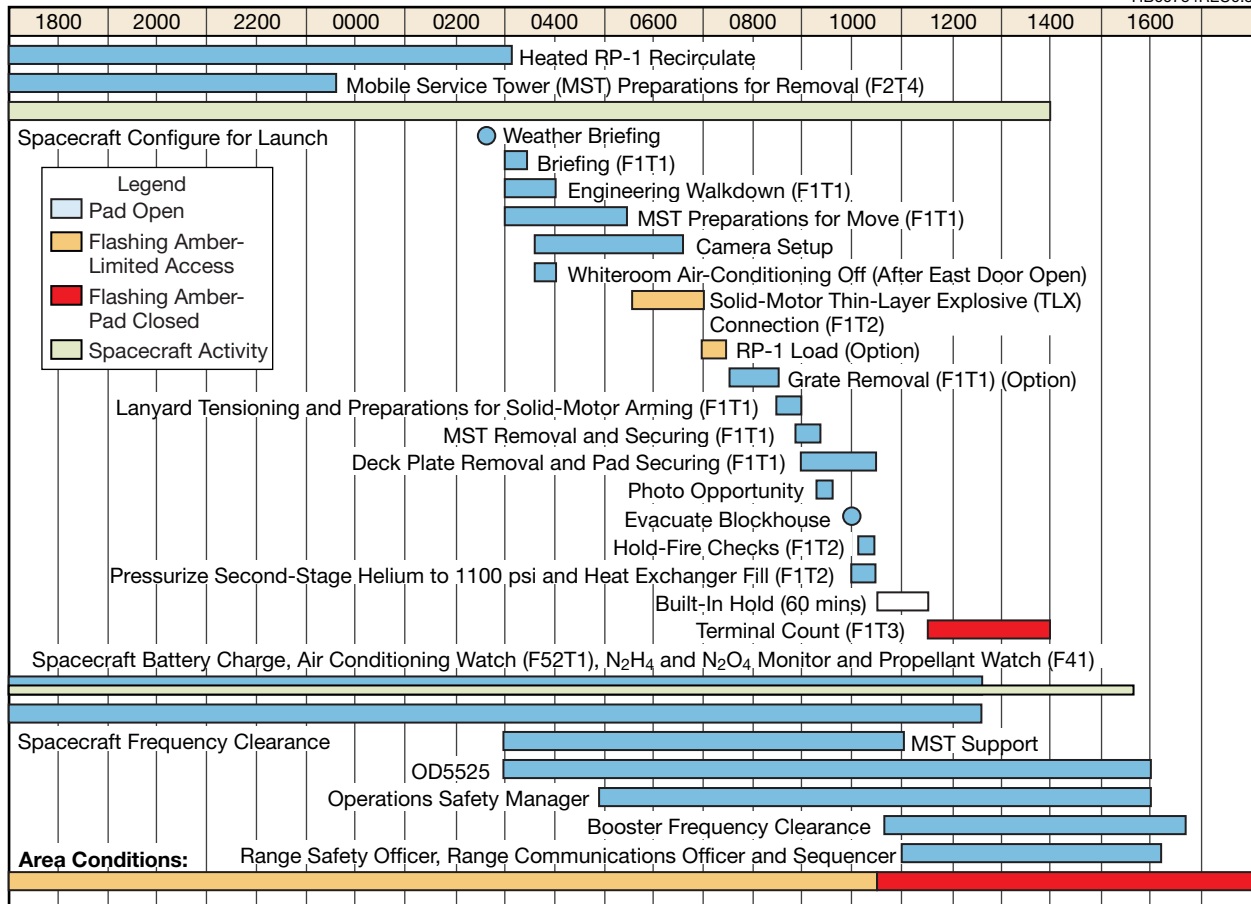 1800 2000 2200 0000 0200 0400 0600 0800 1000 1200 1400 1600
Heated RP-1 Recirculate
Mobile Service Tower (MST) Preparations for Removal (F2T4)
Spacecraft Configure for Launch
Weather Briefing
Briefing (F1T1)
Legend
Pad Open
Flashing Amber-
Limited Access
Flashing Amber-
Pad Closed
Spacecraft Activity
Engineering Walkdown (F1T1)
MST Preparations for Move (F1T1)
Camera Setup
Whiteroom Air-Conditioning Off (After East Door Open)
Solid-Motor Thin-Layer Explosive (TLX)
Connection (F1T2)
RP-1 Load (Option)
Grate Removal (F1T1) (Option)
Lanyard Tensioning and Preparations for Solid-Motor Arming (F1T1)
MST Removal and Securing (F1T1)
Deck Plate Removal and Pad Securing (F1T1)
Photo Opportunity
Evacuate Blockhouse
Hold-Fire Checks (F1T2)
Pressurize Second-Stage Helium to 1100 psi and Heat Exchanger Fill (F1T2)
Built-In Hold (60 mins)
Terminal Count (F1T3)
Spacecraft Battery Charge, Air Conditioning Watch (F52T1), N₂H₄ and N₂O₄ Monitor and Propellant Watch (F41)
Spacecraft Frequency Clearance
MST Support
OD5525
Operations Safety Manager
Booster Frequency Clearance
Range Safety Officer, Range Communications Officer and Sequencer
Area Conditions: